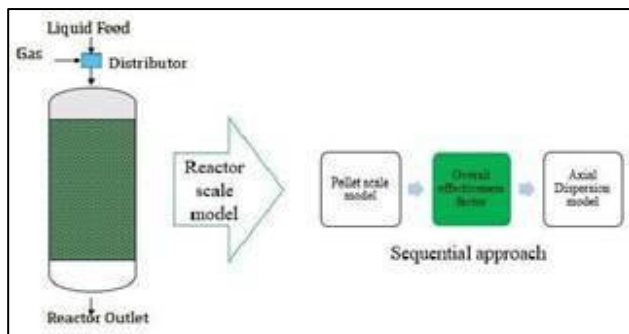 Liquid Feed
Gas
Distributor
Reactor
scale
model
Reactor Outlet
Pellet scale
model
Overall
effectiveness
factor
Axial
Dispersion
model
Sequential approach